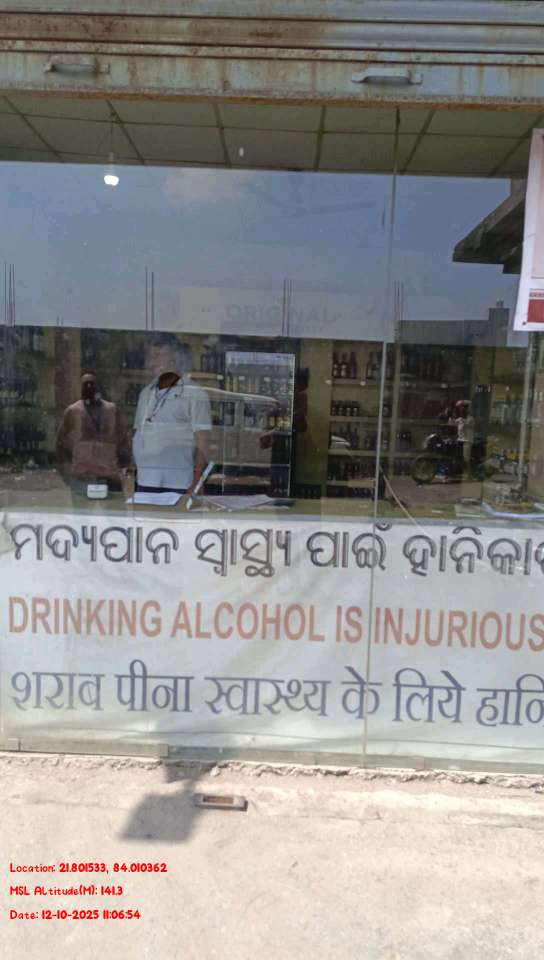 ORIGINAL
ମଦ୍ୟପାନ ସ୍ୱାସ୍ଥ୍ୟ ପାଇଁ ହାନିକା
DRINKING ALCOHOL IS INJURIOUS
शराब पीना स्वास्थ्य के लिये हानि
Location: 21.801533, 84.010362
MSL Altitude(M): 141.3
Date: 12-10-2025 11:06:54